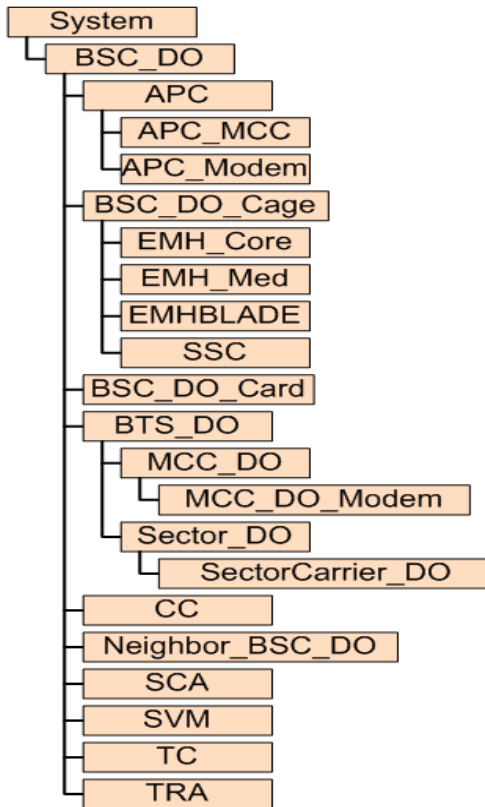 System
BSC_DO
APC
APC_MCC
APC_Modem
BSC_DO_Cage
EMH_Core
EMH_Med
EMHBLADE
SSC
BSC_DO_Card
BTS_DO
MCC_DO
MCC_DO_Modem
Sector_DO
SectorCarrier_DO
CC
Neighbor_BSC_DO
SCA
SVM
TC
TRA